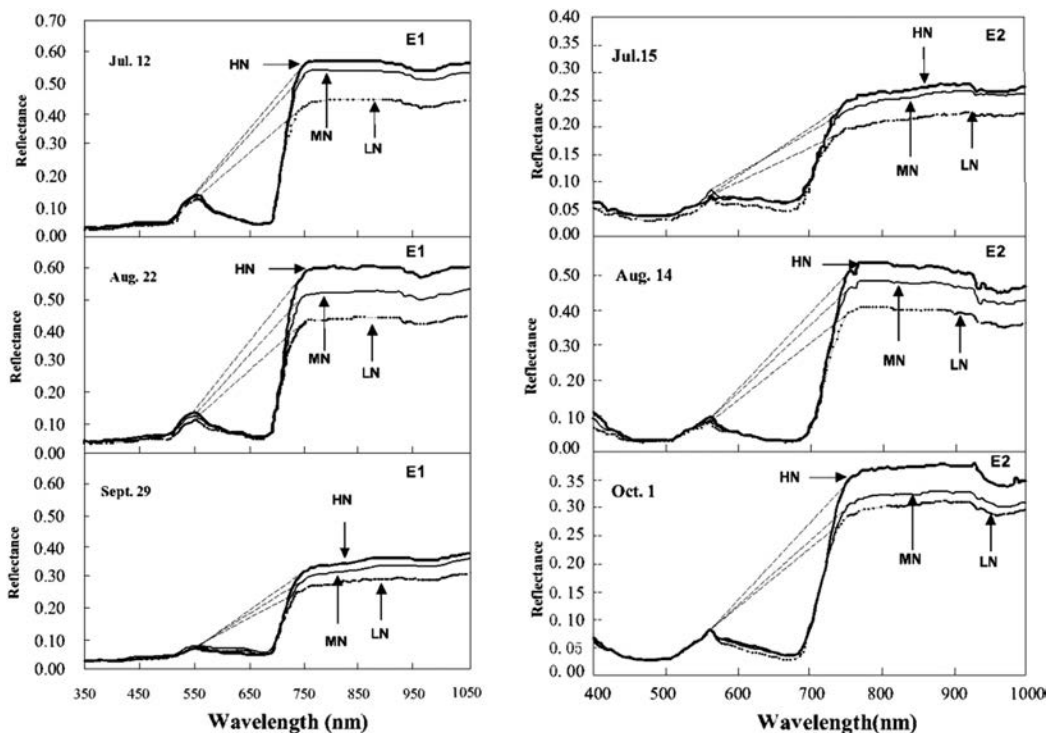 E1
Jul. 12
HN
MN
LN
Reflectance
0.70
0.60
0.50
0.40
0.30
0.20
0.10
0.00
E1
Aug. 22
HN
MN
LN
Reflectance
0.60
0.50
0.40
0.30
0.20
0.10
0.00
E1
Sept. 29
HN
MN
LN
Reflectance
0.60
0.50
0.40
0.30
0.20
0.10
0.00
350 450 550 650 750 850 950 1050
Wavelength (nm)
E2
Jul.15
HN
MN
LN
Reflectance
0.40
0.35
0.30
0.25
0.20
0.15
0.10
0.05
0.00
E2
Aug. 14
HN
MN
LN
Reflectance
0.50
0.40
0.30
0.20
0.10
0.00
E2
Oct. 1
HN
MN
LN
Reflectance
0.35
0.30
0.25
0.20
0.15
0.10
0. 05
0.00
400 500 600 700 800 900 1000
Wavelength(nm)